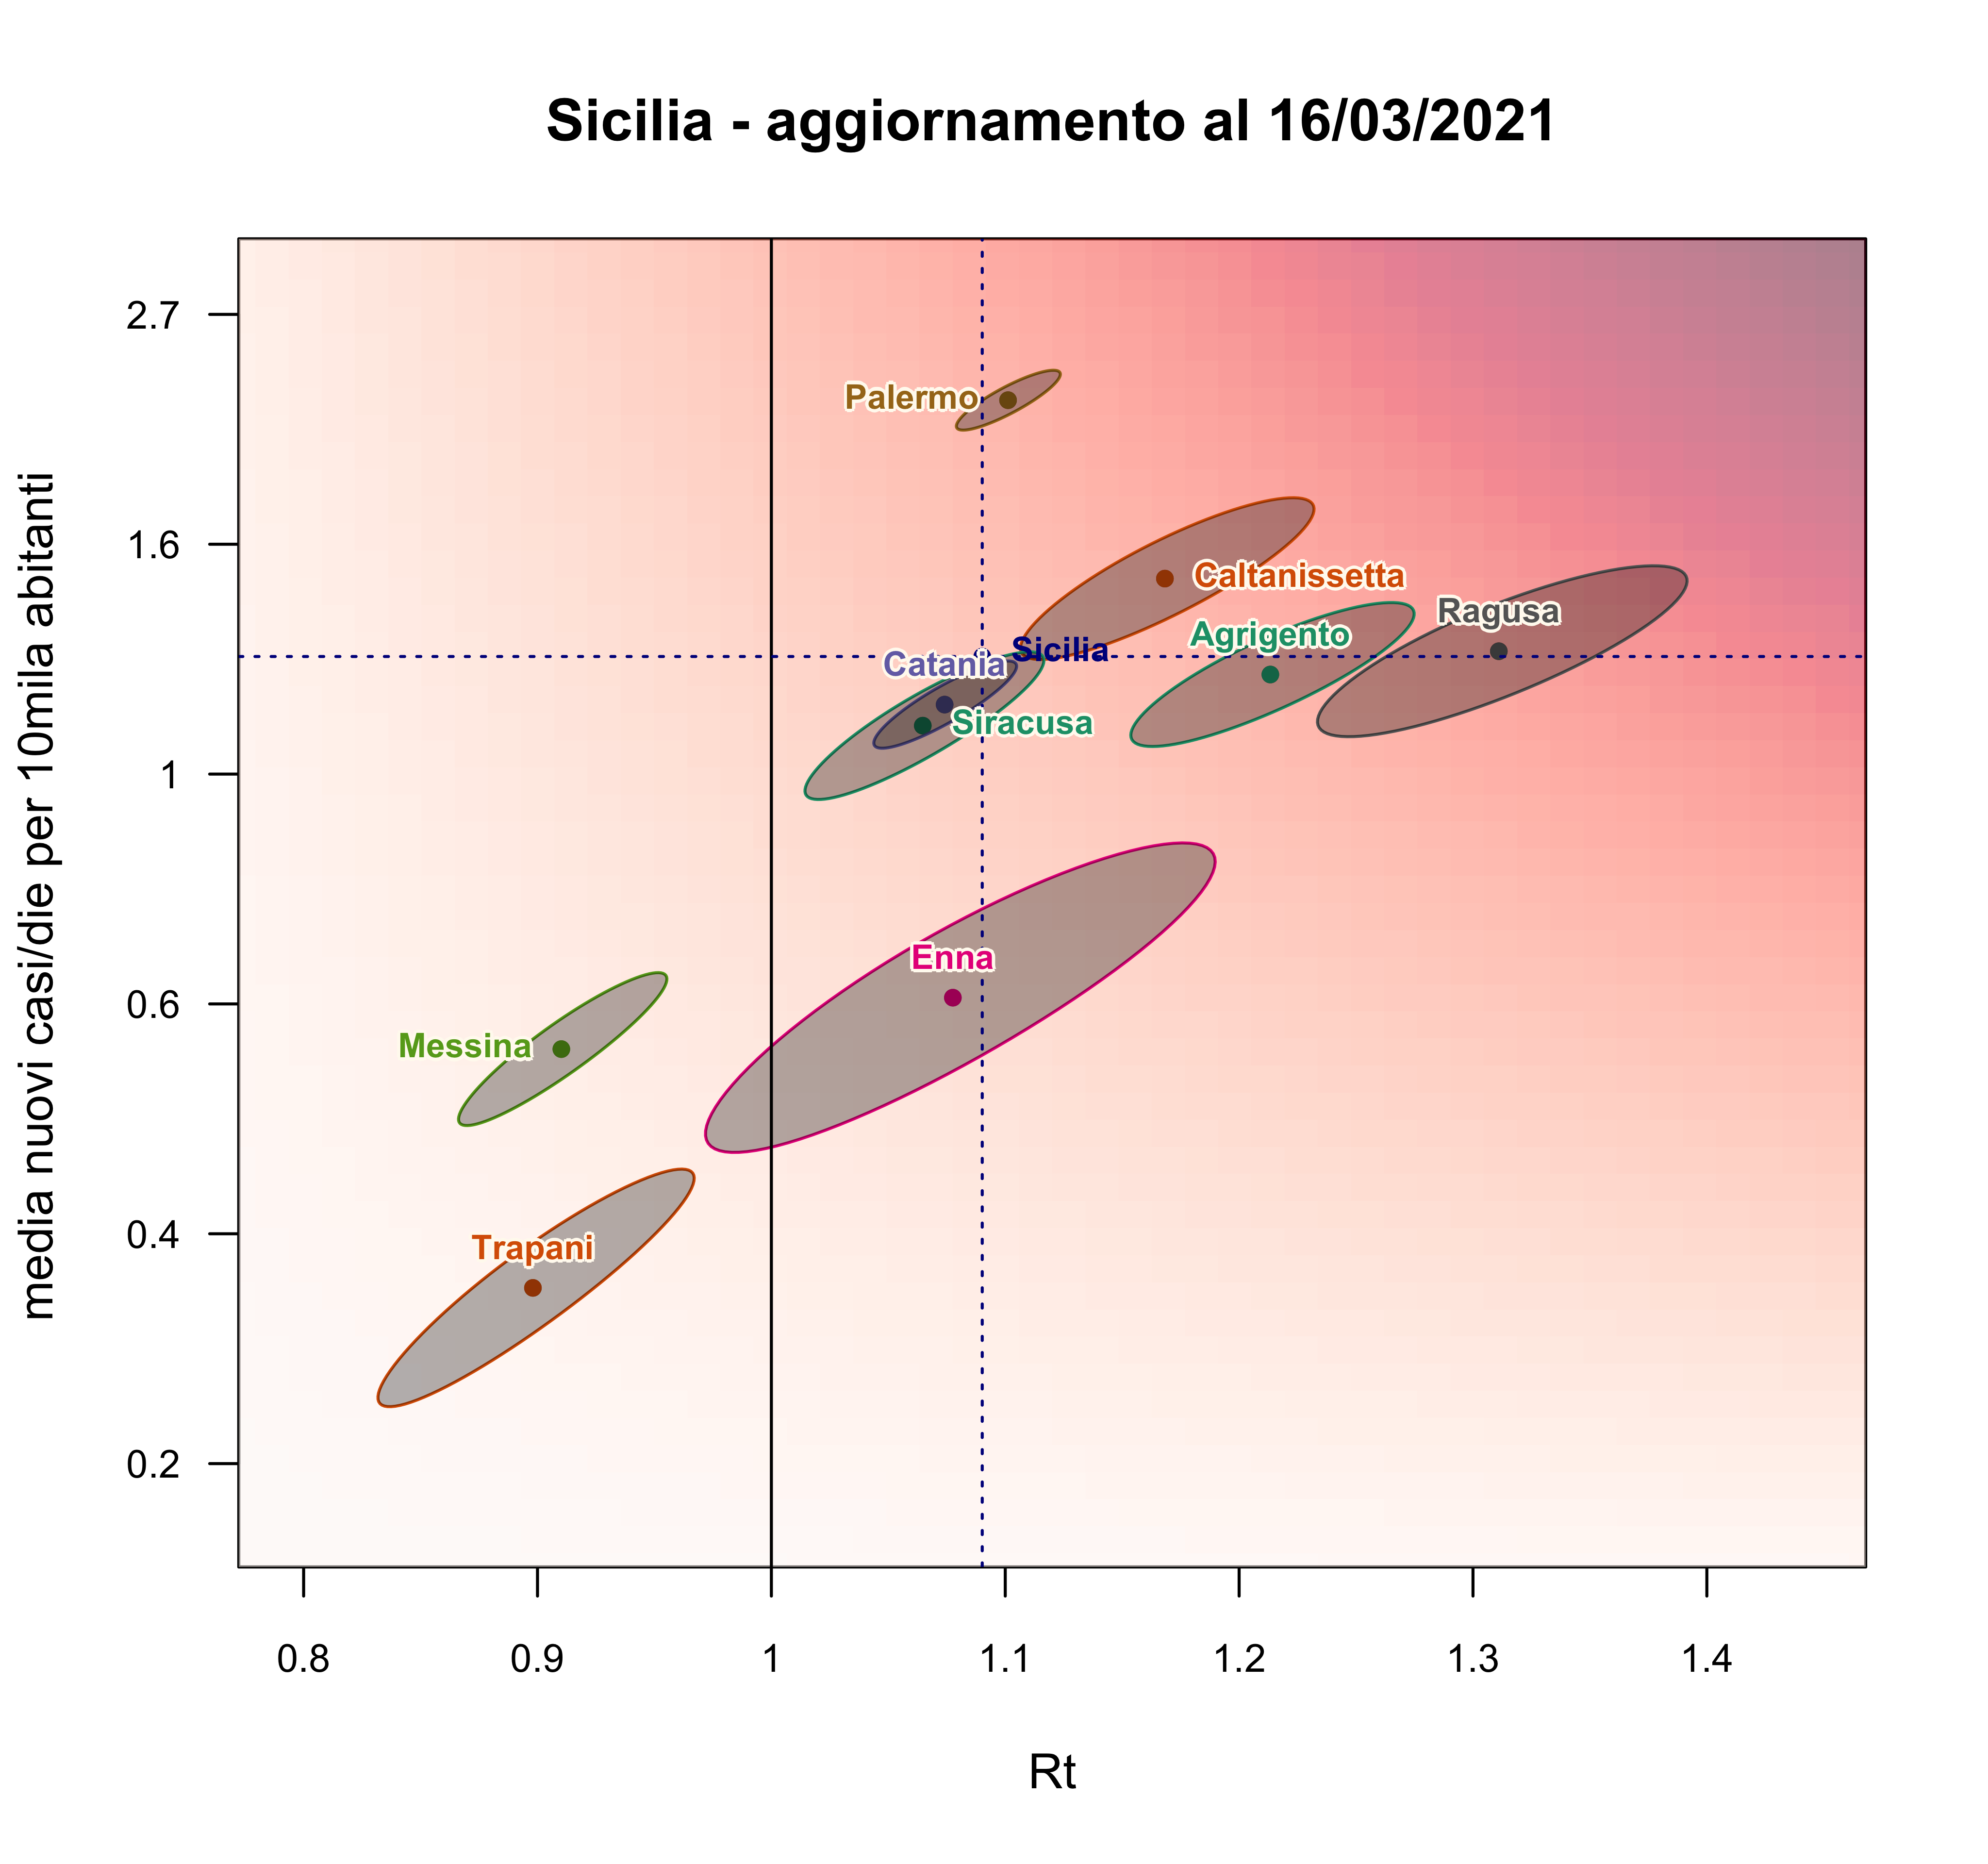 Sicilia - aggiornamento al 16/03/2021
media nuovi casi/die per 10mila abitanti
2.7
1.6
1
0.6
0.4
0.2
Palermo
Caltanissetta
Ragusa
Agrigento
Sicilia
Catania
Siracusa
Enna
Messina
Trapani
0.8 0.9 1 1.1 1.2 1.3 1.4
Rt